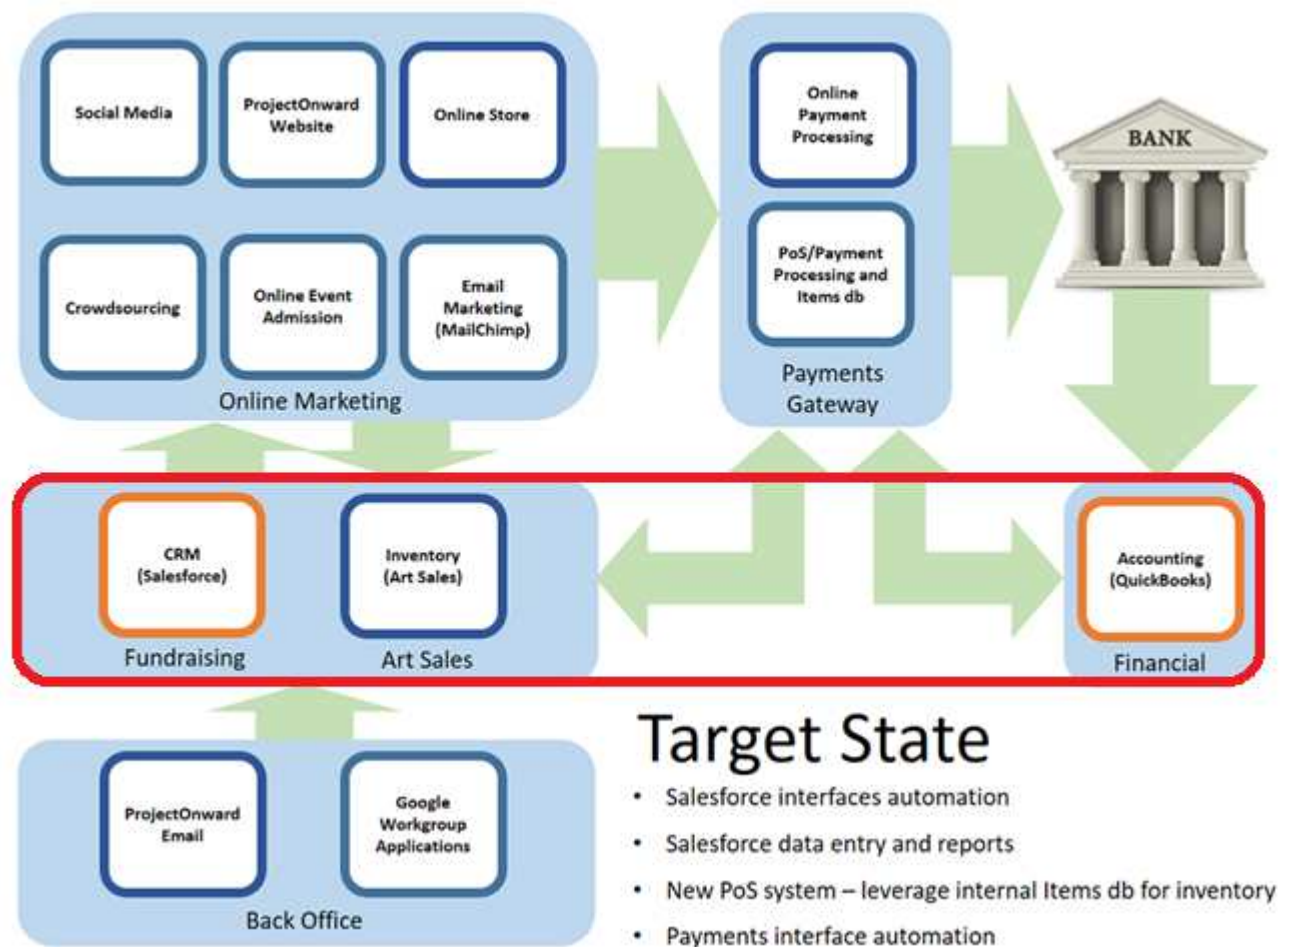 Social Media
ProjectOnward
Website
Online Store
Crowdsourcing
Online Event
Admission
Email
Marketing
(MailChimp)
Online Marketing
Online
Payment
Processing
PoS/Payment
Processing and
Items db
Payments
Gateway
BANK
CRM
(Salesforce)
Fundraising
Inventory
(Art Sales)
Art Sales
Accounting
(QuickBooks)
Financial
ProjectOnward
Email
Google
Workgroup
Applications
Back Office
Target State
• Salesforce interfaces automation
• Salesforce data entry and reports
• New PoS system – leverage internal Items db for inventory
• Payments interface automation